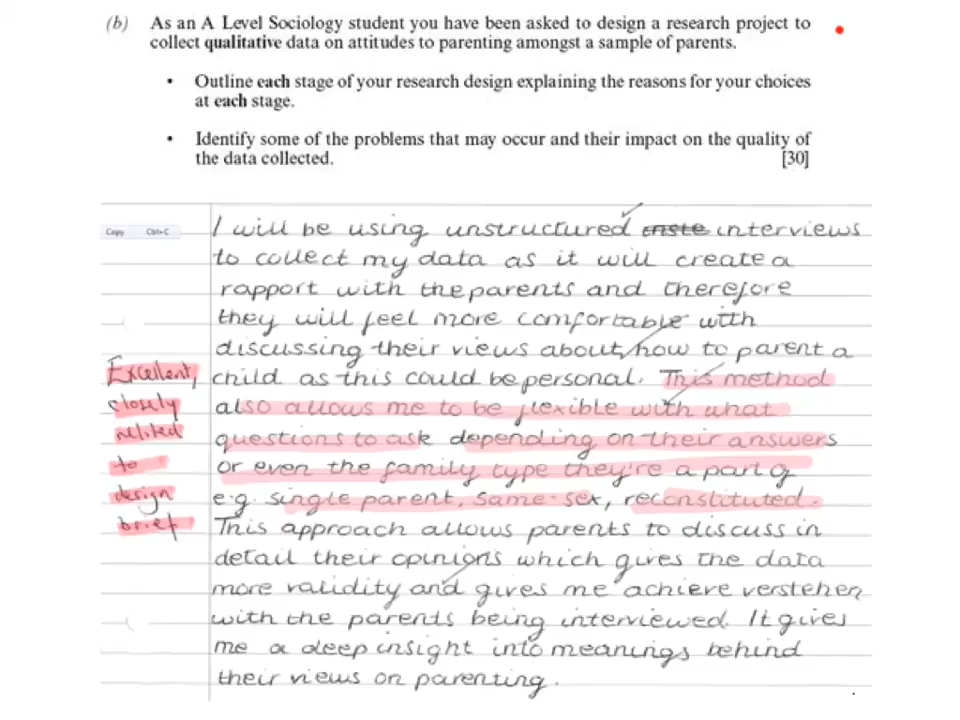 (b) As an A Level Sociology student you have been asked to design a research project to
collect qualitative data on attitudes to parenting amongst a sample of parents.
• Outline each stage of your research design explaining the reasons for your choices
at each stage.
• Identify some of the problems that may occur and their impact on the quality of
the data collected. [30]
Copy Ctrl+C
I will be using unstructured inste interviews
to collect my data as it will create a
rapport with the parents and therefore
they will feel more comfortable with
discussing their views about how to parent a
child as this could be personal. This method
also allows me to be flexible with what
questions to ask depending on their answers
or even the family type they're a part of
e.g. single parent, same-sex, reconstituted.
This approach allows parents to discuss in
detail their opinions which gives the data
more validity and gives me achieve verstehen
with the parents being interviewed. It gives
me a deep insight into meanings behind
their views on parenting.
Excellent,
closely
related
to
design
brief